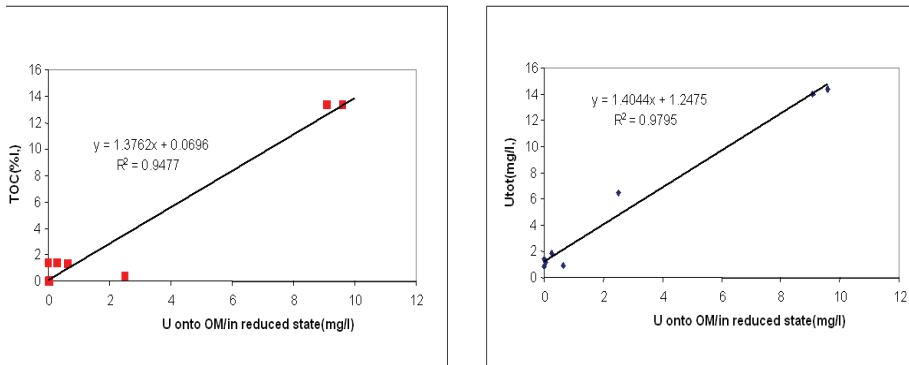 16
14
12
10
8
6
4
2
0
TOC(%l,)
y = 1.3762x + 0.0696
R² = 0.9477
0 2 4 6 8 10 12
U onto OM/in reduced state(mg/l)
16
14
12
10
8
6
4
2
0
Utot(mg/l,)
y = 1.4044x + 1.2475
R² = 0.9795
0 2 4 6 8 10 12
U onto OM/in reduced state(mg/l)